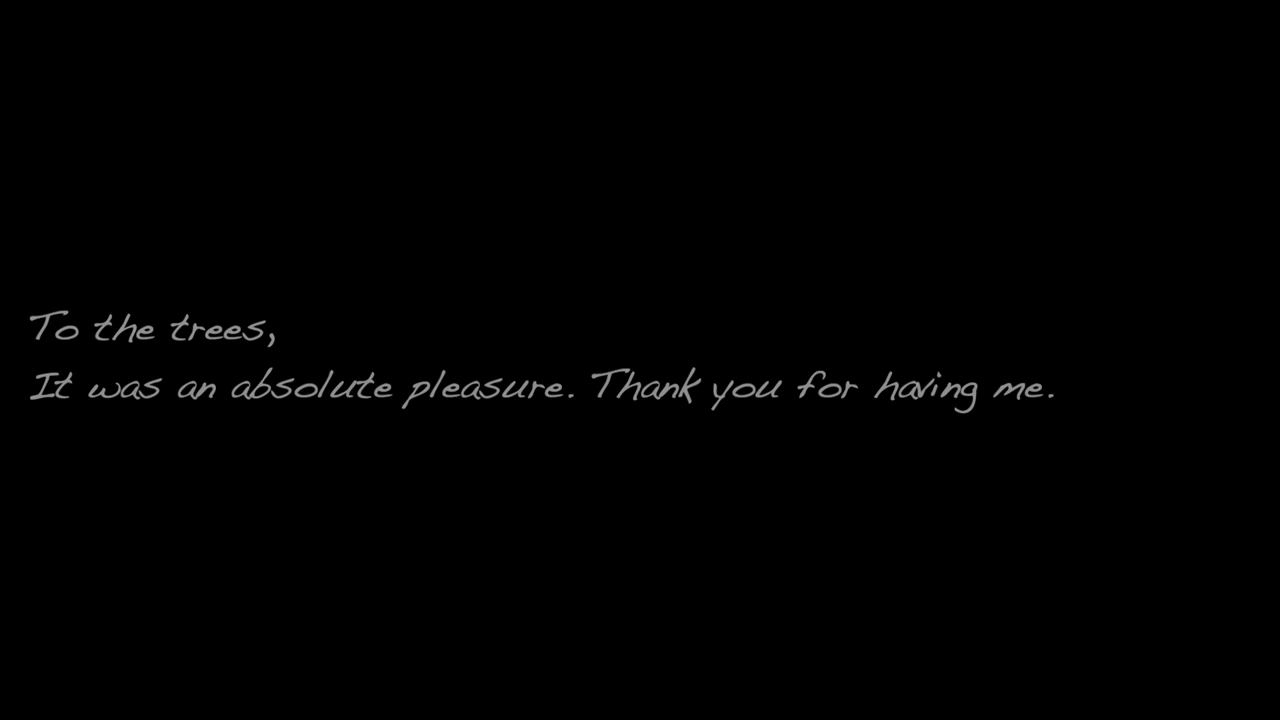 To the trees,
It was an absolute pleasure. Thank you for having me.